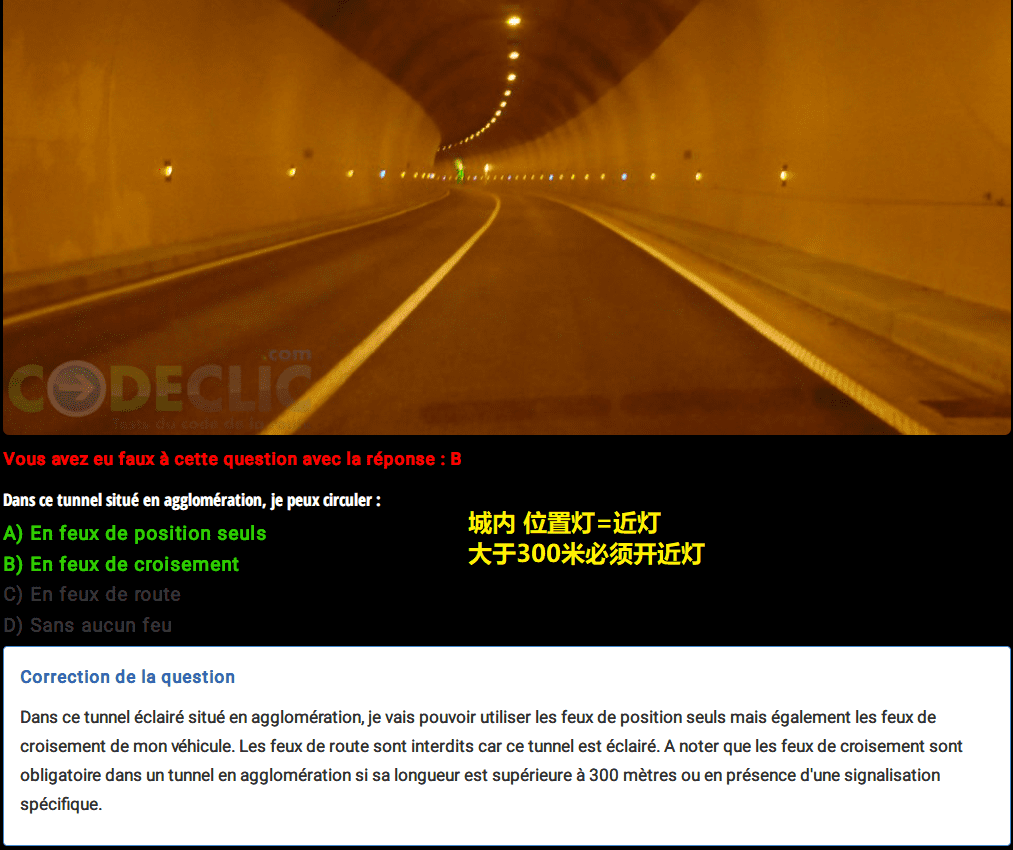 CODECLIC
.com
Tests du code de la route
Vous avez eu faux à cette question avec la réponse : B
Dans ce tunnel situé en agglomération, je peux circuler :
A) En feux de position seuls
城内 位置灯=近灯
大于300米必须开近灯
B) En feux de croisement
C) En feux de route
D) Sans aucun feu
Correction de la question
Dans ce tunnel éclairé situé en agglomération, je vais pouvoir utiliser les feux de position seuls mais également les feux de
croisement de mon véhicule. Les feux de route sont interdits car ce tunnel est éclairé. A noter que les feux de croisement sont
obligatoire dans un tunnel en agglomération si sa longueur est supérieure à 300 mètres ou en présence d'une signalisation
spécifique.